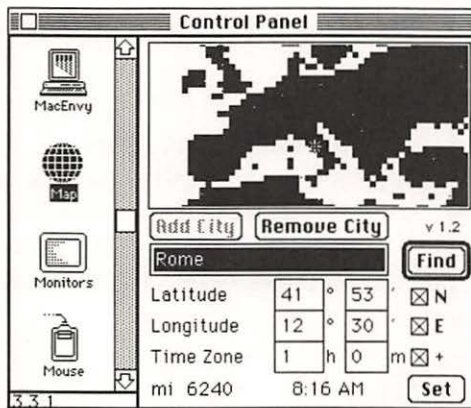 Control Panel
MacEnvy
Map
Monitors
Mouse
3.3.1
Add City Remove City v 1.2
Rome Find
Latitude 41 ° 53 ′ N
Longitude 12 ° 30 ′ E
Time Zone 1 h 0 m +
mi 6240 8:16 AM Set